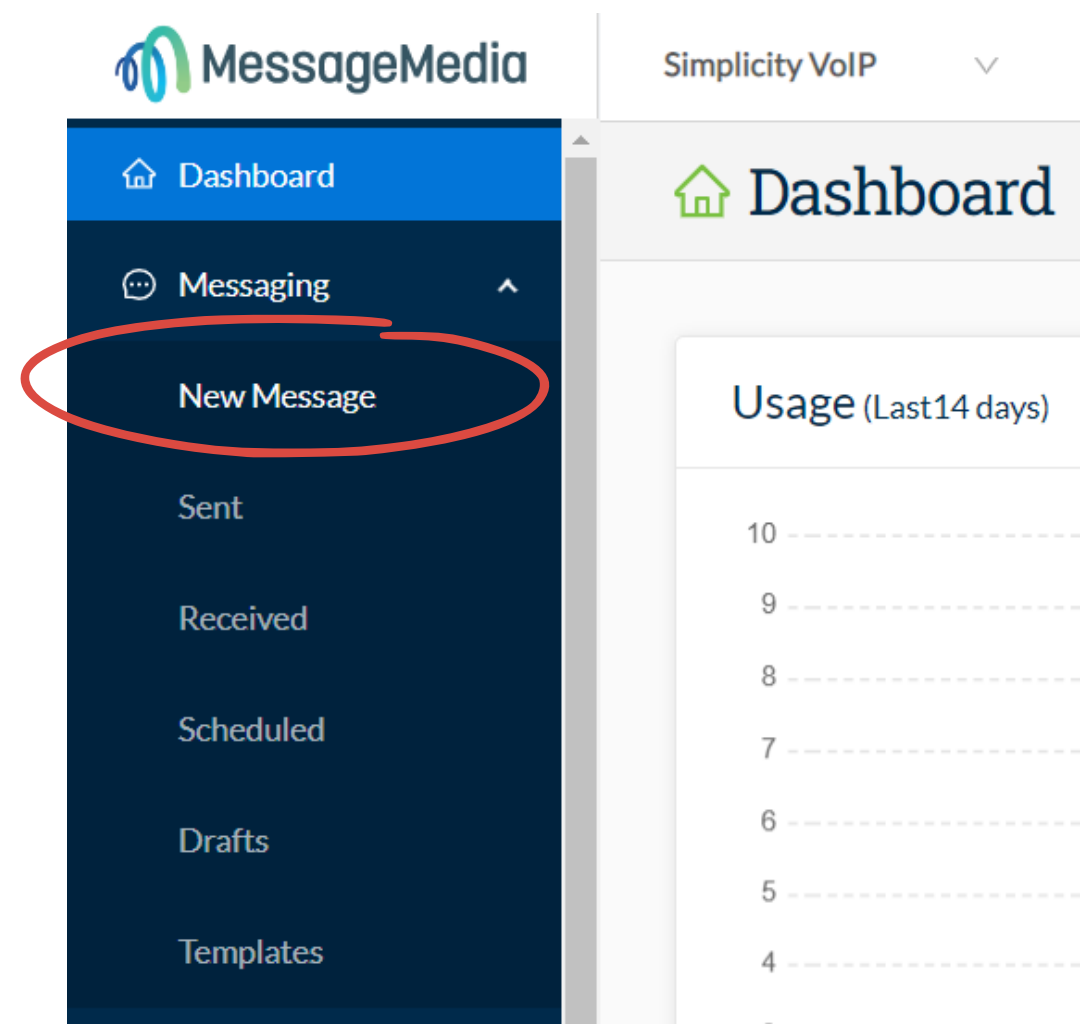 MessageMedia
Simplicity VoIP
Dashboard
Messaging
New Message
Sent
Received
Scheduled
Drafts
Templates
Dashboard
Usage (Last14 days)
10
9
8
7
6
5
4